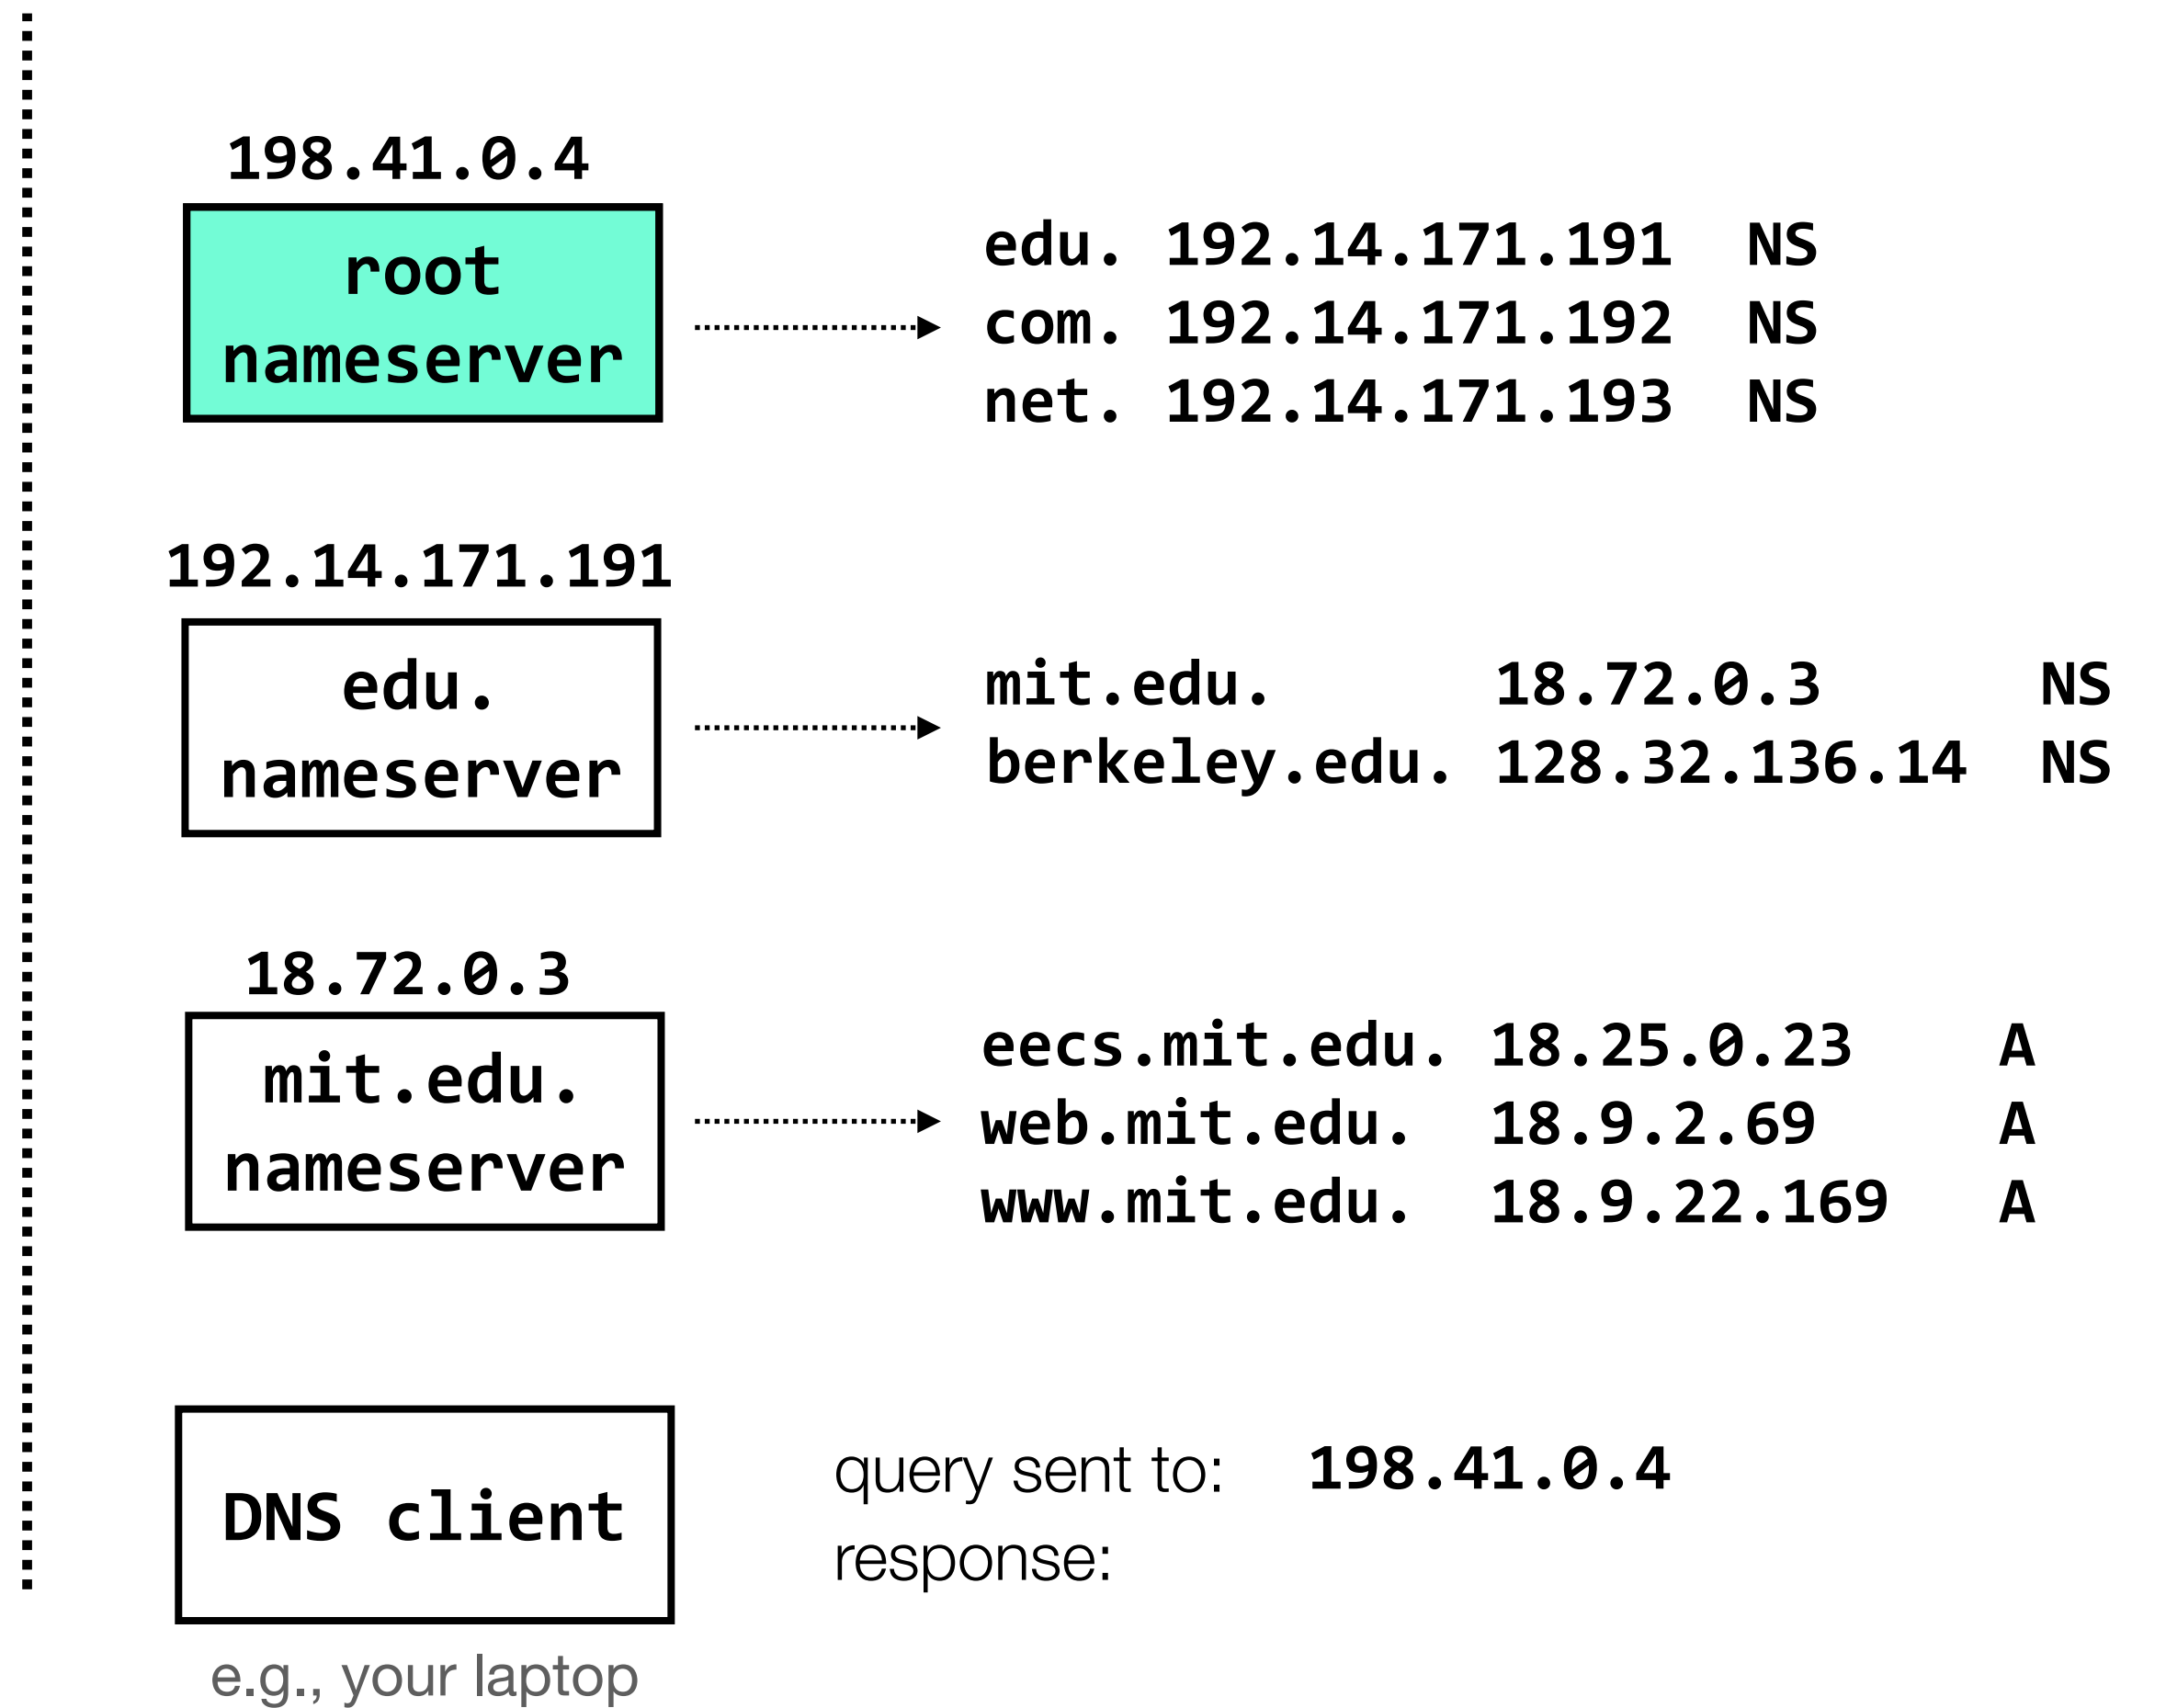 198.41.0.4
root
nameserver
edu. 192.14.171.191 NS
com. 192.14.171.192 NS
net. 192.14.171.193 NS
192.14.171.191
edu.
nameserver
mit.edu. 18.72.0.3 NS
berkeley.edu. 128.32.136.14 NS
18.72.0.3
mit.edu.
nameserver
eecs.mit.edu. 18.25.0.23 A
web.mit.edu. 18.9.2.69 A
www.mit.edu. 18.9.22.169 A
DNS client
query sent to: 198.41.0.4
response:
e.g., your laptop